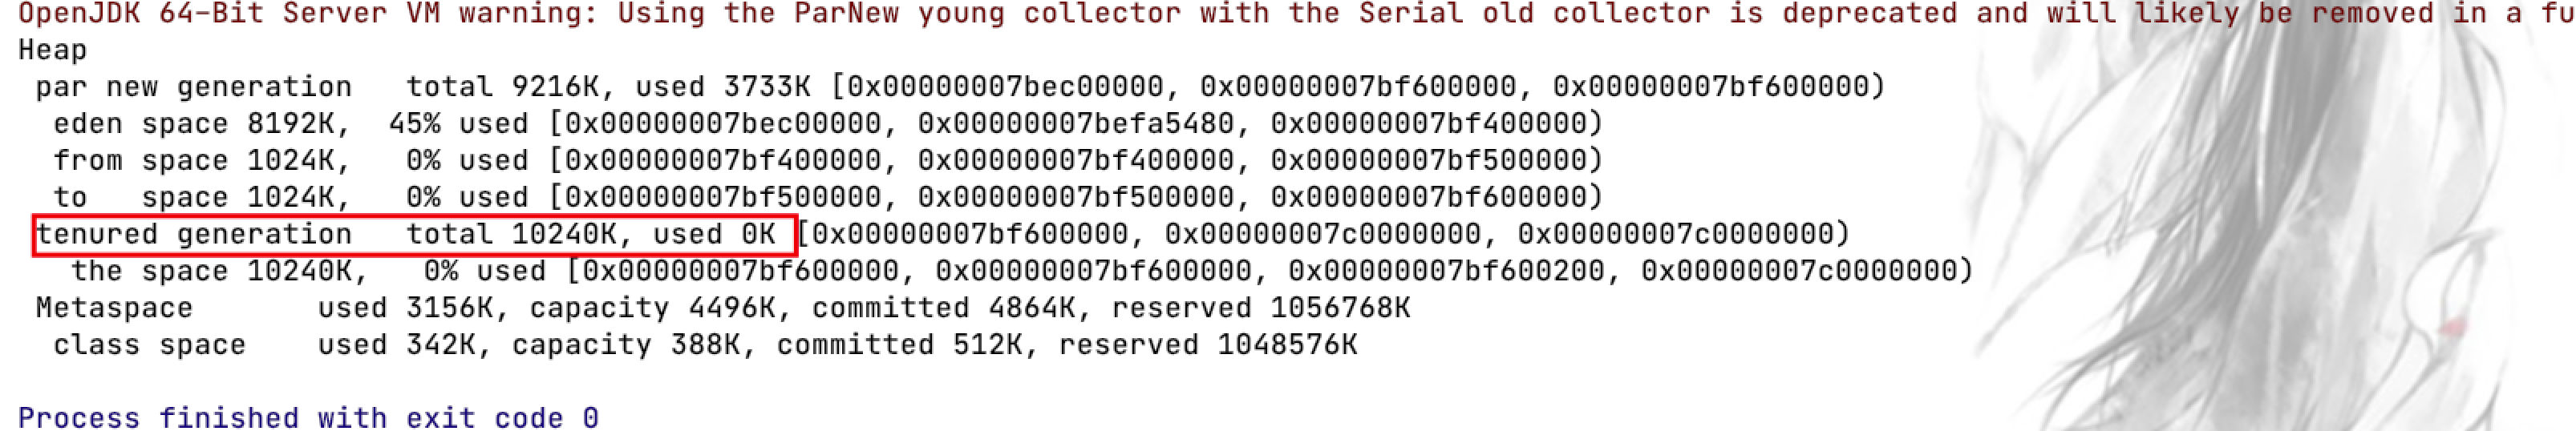 OpenJDK 64-Bit Server VM warning: Using the ParNew young collector with the Serial old collector is deprecated and will likely be removed in a fu
Heap
 par new generation   total 9216K, used 3733K [0x00000007bec00000, 0x00000007bf600000, 0x00000007bf600000)
  eden space 8192K,  45% used [0x00000007bec00000, 0x00000007befa5480, 0x00000007bf400000)
  from space 1024K,   0% used [0x00000007bf400000, 0x00000007bf400000, 0x00000007bf500000)
  to   space 1024K,   0% used [0x00000007bf500000, 0x00000007bf500000, 0x00000007bf600000)
 tenured generation   total 10240K, used 0K [0x00000007bf600000, 0x00000007c0000000, 0x00000007c0000000)
   the space 10240K,   0% used [0x00000007bf600000, 0x00000007bf600000, 0x00000007bf600200, 0x00000007c0000000)
 Metaspace       used 3156K, capacity 4496K, committed 4864K, reserved 1056768K
  class space    used 342K, capacity 388K, committed 512K, reserved 1048576K
Process finished with exit code 0